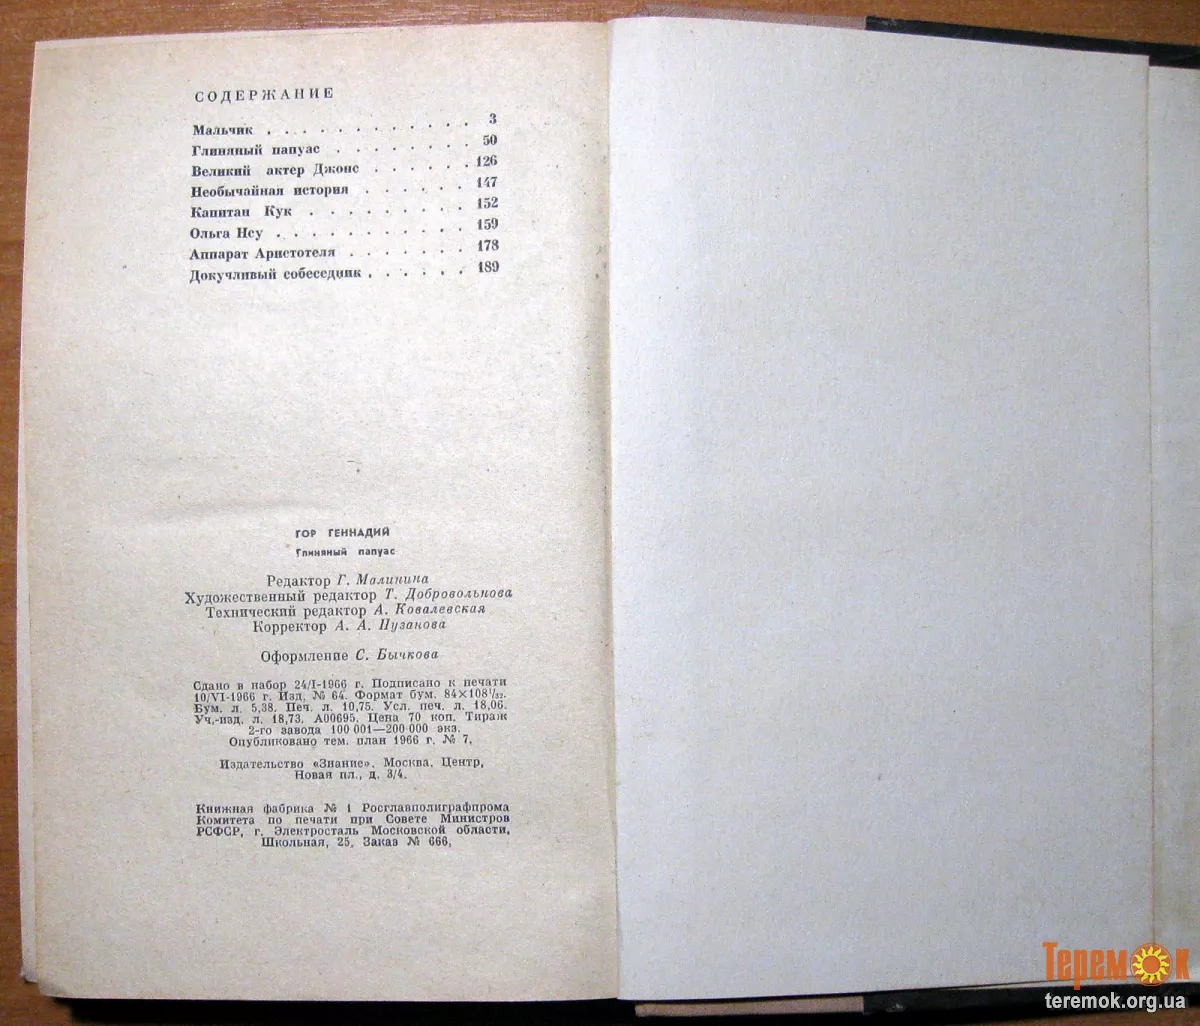 СОДЕРЖАНИЕ
Мальчик . . . . . . . . . . . . 3
Глиняный папуас . . . . . . . . 50
Великий актер Джонс . . . . . . 126
Необычайная история . . . . . . 147
Капитан Кук . . . . . . . . . 152
Ольга Нсу . . . . . . . . . . . 159
Аппарат Аристотеля . . . . . . . 178
Докучливый собеседник . . . . . . 189
ГОР ГЕННАДИЙ
Глиняный папуас
Редактор Г. Малинина
Художественный редактор Т. Добровольнова
Технический редактор А. Ковалевская
Корректор А. А. Пузанова
Оформление С. Бычкова
Сдано в набор 24/I-1966 г. Подписано к печати
10/VI-1966 г. Изд. № 64. Формат бум. 84×108¹/₃₂.
Бум. л. 5,38. Печ. л. 10,75. Усл. печ. л. 18,06.
Уч.-изд. л. 18,73. А00695. Цена 70 коп. Тираж
2-го завода 100 001—200 000 экз.
Опубликовано тем. план 1966 г. № 7.
Издательство «Знание». Москва. Центр,
Новая пл., д. 3/4.
Книжная фабрика № 1 Росглавполиграфпрома
Комитета по печати при Совете Министров
РСФСР, г. Электросталь Московской области,
Школьная, 25. Заказ № 666.
Теремок
teremok.org.ua